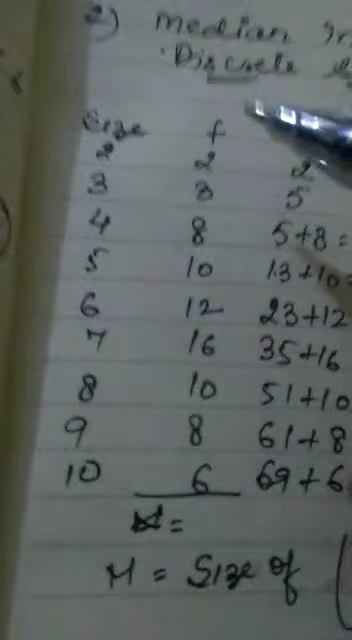 2) Median in
Discrete
Size f
2 2 2
3 3 5
4 8 5+8=
5 10 13+10=
6 12 23+12
7 16 35+16
8 10 51+10
9 8 61+8
10 6 69+6
=
M = Size of (